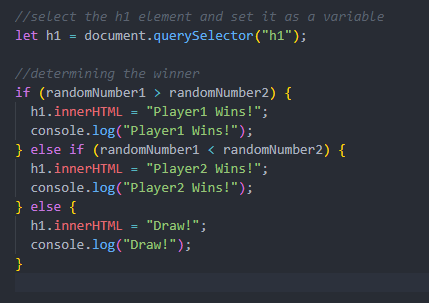 //select the h1 element and set it as a variable
let h1 = document.querySelector("h1");
//determining the winner
if (randomNumber1 > randomNumber2) {
h1.innerHTML = "Player1 Wins!";
console.log("Player1 Wins!");
} else if (randomNumber1 < randomNumber2) {
h1.innerHTML = "Player2 Wins!";
console.log("Player2 Wins!");
} else {
h1.innerHTML = "Draw!";
console.log("Draw!");
}